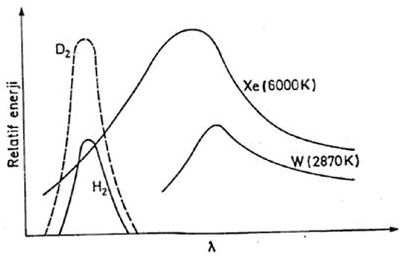 D₂
Xe (6000K)
Relatif enerji
W (2870K)
H₂
λ